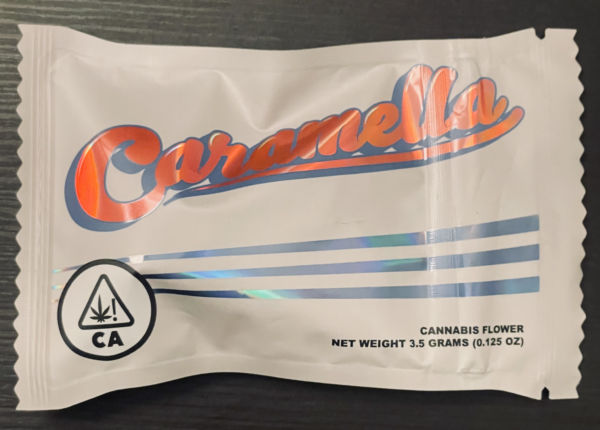 Caramella
!
CA
CANNABIS FLOWER
NET WEIGHT 3.5 GRAMS (0.125 OZ)